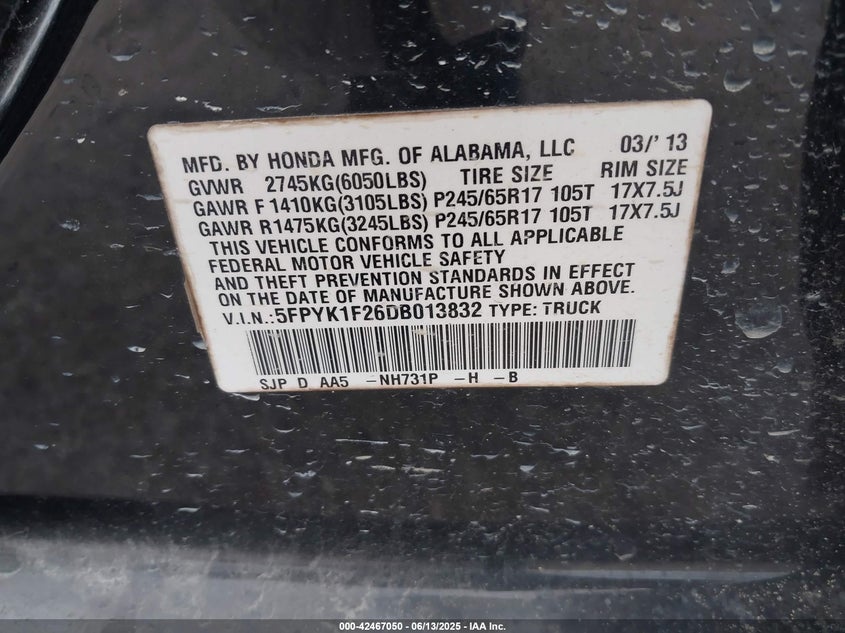 MFD. BY HONDA MFG. OF ALABAMA, LLC 03/' 13
GVWR 2745KG(6050LBS) TIRE SIZE RIM SIZE
GAWR F 1410KG(3105LBS) P245/65R17 105T 17X7.5J
GAWR R1475KG(3245LBS) P245/65R17 105T 17X7.5J
THIS VEHICLE CONFORMS TO ALL APPLICABLE
FEDERAL MOTOR VEHICLE SAFETY
AND THEFT PREVENTION STANDARDS IN EFFECT
ON THE DATE OF MANUFACTURE SHOWN ABOVE.
V.I.N.:5FPYK1F26DB013832 TYPE: TRUCK
SJP D AA5 -NH731P -H -B
000-42467050 - 06/13/2025 - IAA Inc.